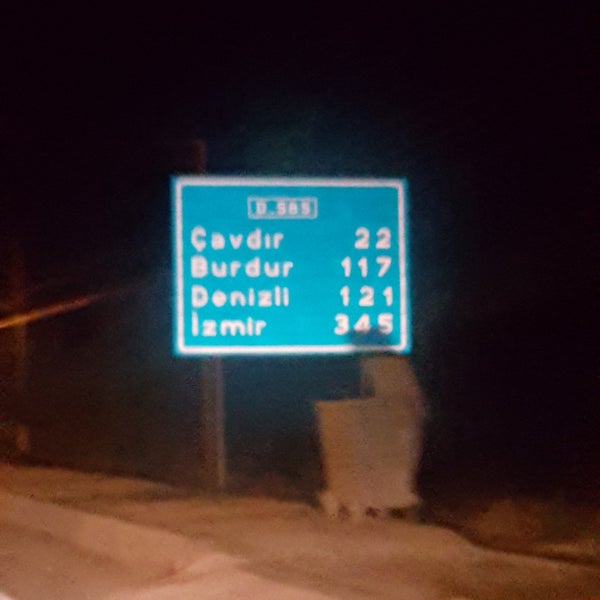 D.585
Çavdır 22
Burdur 117
Denizli 121
İzmir 345